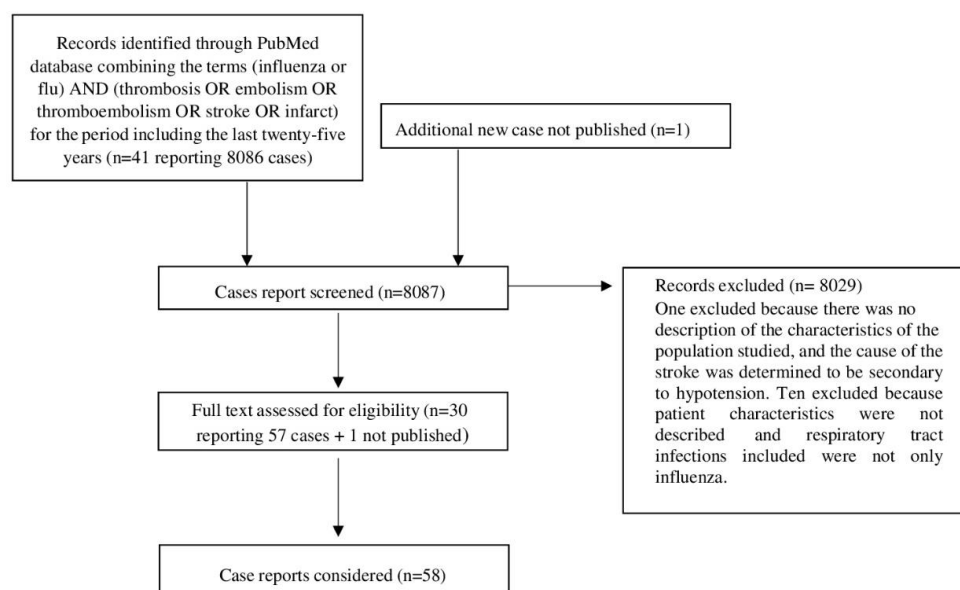 Records identified through PubMed
database combining the terms (influenza or
flu) AND (thrombosis OR embolism OR
thromboembolism OR stroke OR infarct)
for the period including the last twenty-five
years (n=41 reporting 8086 cases)
Additional new case not published (n=1)
Cases report screened (n=8087)
Records excluded (n= 8029)
One excluded because there was no
description of the characteristics of the
population studied, and the cause of the
stroke was determined to be secondary
to hypotension. Ten excluded because
patient characteristics were not
described and respiratory tract
infections included were not only
influenza.
Full text assessed for eligibility (n=30
reporting 57 cases + 1 not published)
Case reports considered (n=58)